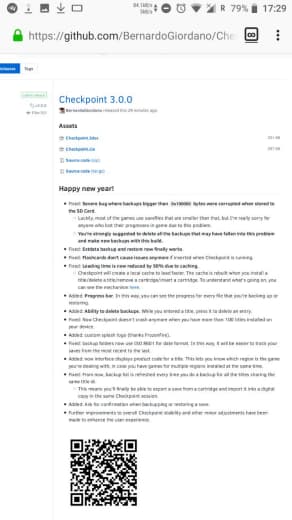 R 79% 17:29
https://github.com/BernardoGiordano/Che
Releases Tags
Latest release
Checkpoint 3.0.0
BernardoGiordano released this 29 minutes ago
Assets
Checkpoint.3dsx
Checkpoint.cia
Source code (zip)
Source code (tar.gz)
Happy new year!
Fixed: Severe bug where backups bigger than 0x100000 bytes were corrupted when stored to
the SD Card.
Luckily, most of the games use savefiles that are smaller than that, but I'm really sorry for
anyone who lost their progresses in game due to this problem.
You're strongly suggested to delete all the backups that may have fallen into this problem
and make new backups with this build.
Fixed: Extdata backup and restore now finally works.
Fixed: Flashcards don't cause issues anymore if inserted when Checkpoint is running.
Fixed: Loading time is now reduced by 80% due to caching.
Checkpoint will create a local cache to load faster. The cache is rebuilt when you install a
title/delete a title/remove a cartridge/insert a cartridge. To understand what's going on, you
can see the mechanism here.
Added: Progress bar. In this way, you can see the progress for every file that you're backing up or
restoring.
Added: Ability to delete backups. While you entered a title, press X to delete an entry.
Fixed: Now Checkpoint doesn't crash anymore when you have more than 100 titles installed on
your device.
Added: custom splash logo (thanks FrozenFire).
Fixed: backup folders now use ISO 8601 for date format. In this way, it will be easier to track your
saves from the most recent to the last.
Added: now interface displays product code for a title. This lets you know which region is the game
you're dealing with, in case you have games for multiple regions installed at the same time.
Fixed: From now, backup list is refreshed every time you do a backup for all the titles sharing the
same title id.
This means you'll finally be able to export a save from a cartridge and import it into a digital
copy in the same Checkpoint session.
Added: Ask for confirmation when backupping or restoring a save.
Further improvements to overall Checkpoint stability and other minor adjustments have been
made to enhance the user experience.